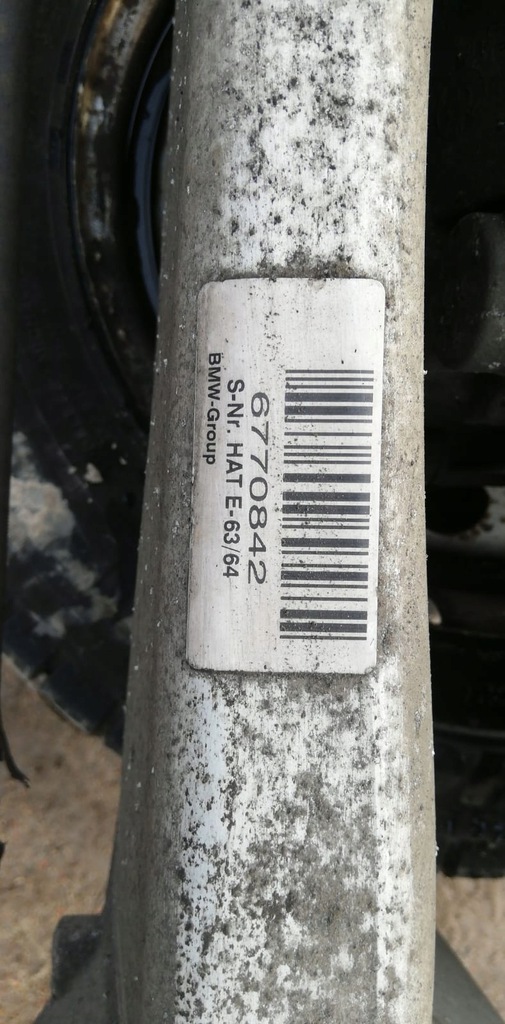 6770842
S-Nr. HAT E-63/64
BMW-Group